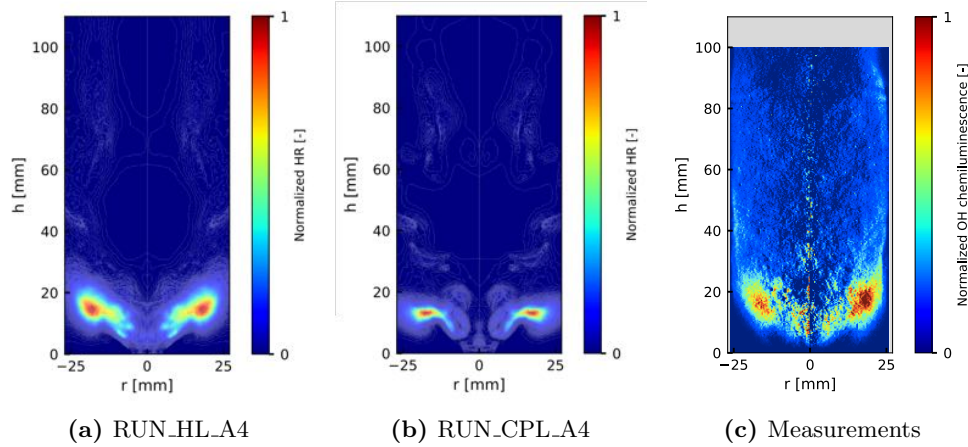 1
100
80
60
40
20
0
h [mm]
−25
0
25
r [mm]
0
Normalized HR [-]
(a) RUN_HL_A4
1
100
80
60
40
20
0
h [mm]
−25
0
25
r [mm]
0
Normalized HR [-]
(b) RUN_CPL_A4
1
100
80
60
40
20
0
h [mm]
−25
0
25
r [mm]
0
Normalized OH chemiluminescence [-]
(c) Measurements